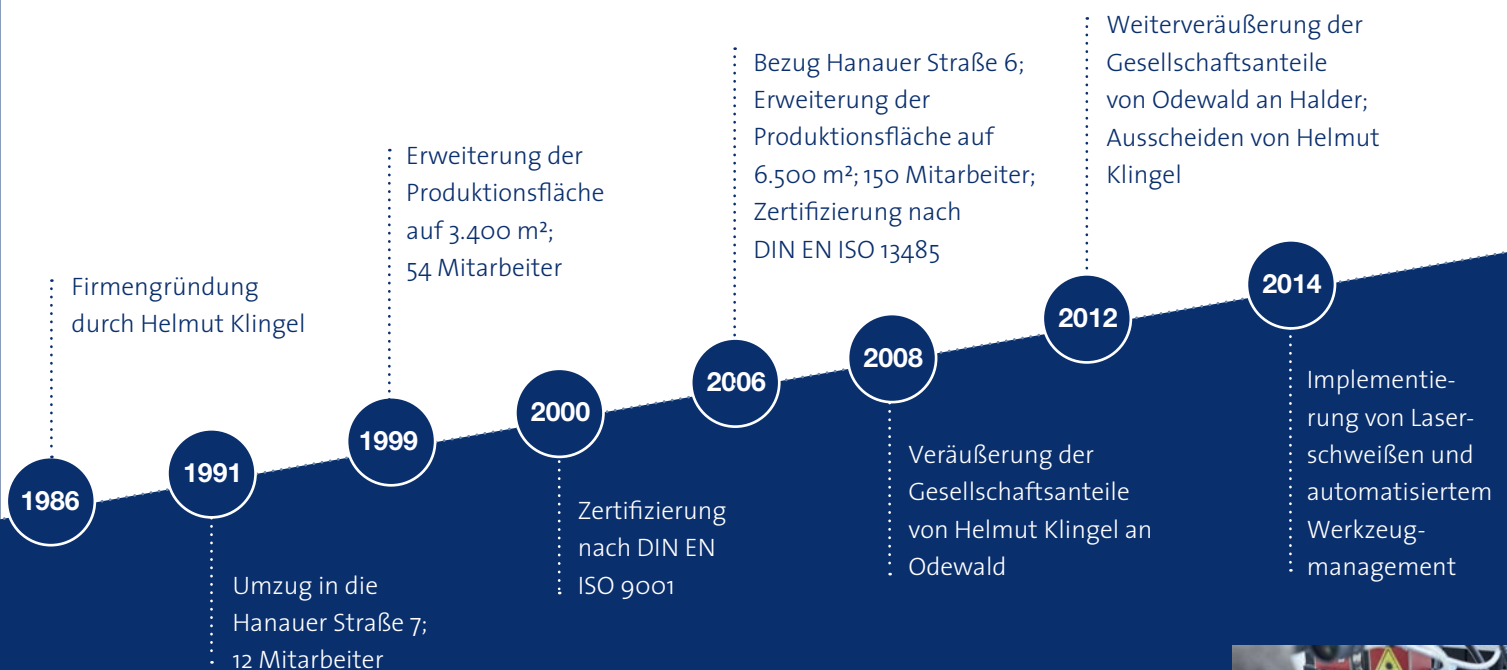 1986
Firmengründung
durch Helmut Klingel
1991
Umzug in die
Hanauer Straße 7;
12 Mitarbeiter
1999
Erweiterung der
Produktionsfläche
auf 3.400 m²;
54 Mitarbeiter
2000
Zertifizierung
nach DIN EN
ISO 9001
2006
Bezug Hanauer Straße 6;
Erweiterung der
Produktionsfläche auf
6.500 m²; 150 Mitarbeiter;
Zertifizierung nach
DIN EN ISO 13485
2008
Veräußerung der
Gesellschaftsanteile
von Helmut Klingel an
Odewald
2012
Weiterveräußerung der
Gesellschaftsanteile
von Odewald an Halder;
Ausscheiden von Helmut
Klingel
2014
Implementie-
rung von Laser-
schweißen und
automatisiertem
Werkzeug-
management